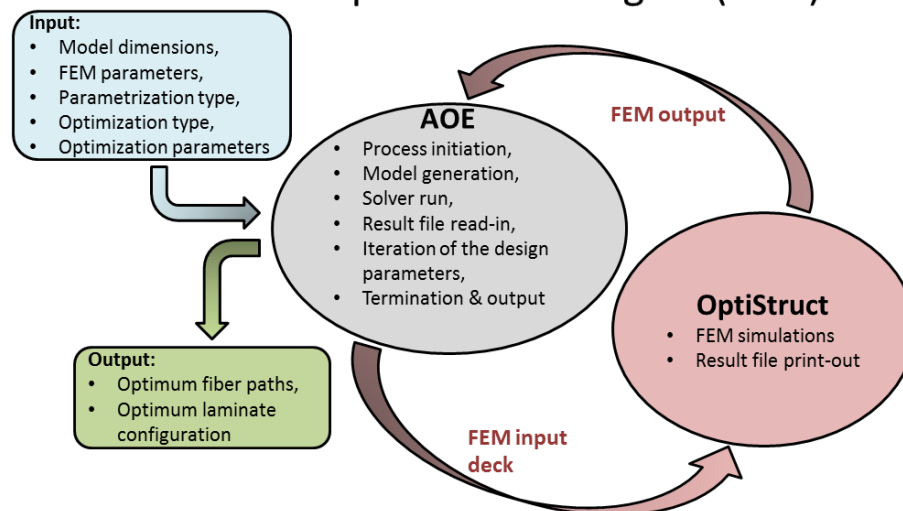 Input:
• Model dimensions,
• FEM parameters,
• Parametrization type,
• Optimization type,
• Optimization parameters
AOE
• Process initiation,
• Model generation,
• Solver run,
• Result file read-in,
• Iteration of the design
parameters,
• Termination & output
FEM output
OptiStruct
• FEM simulations
• Result file print-out
Output:
• Optimum fiber paths,
• Optimum laminate
configuration
FEM input
deck